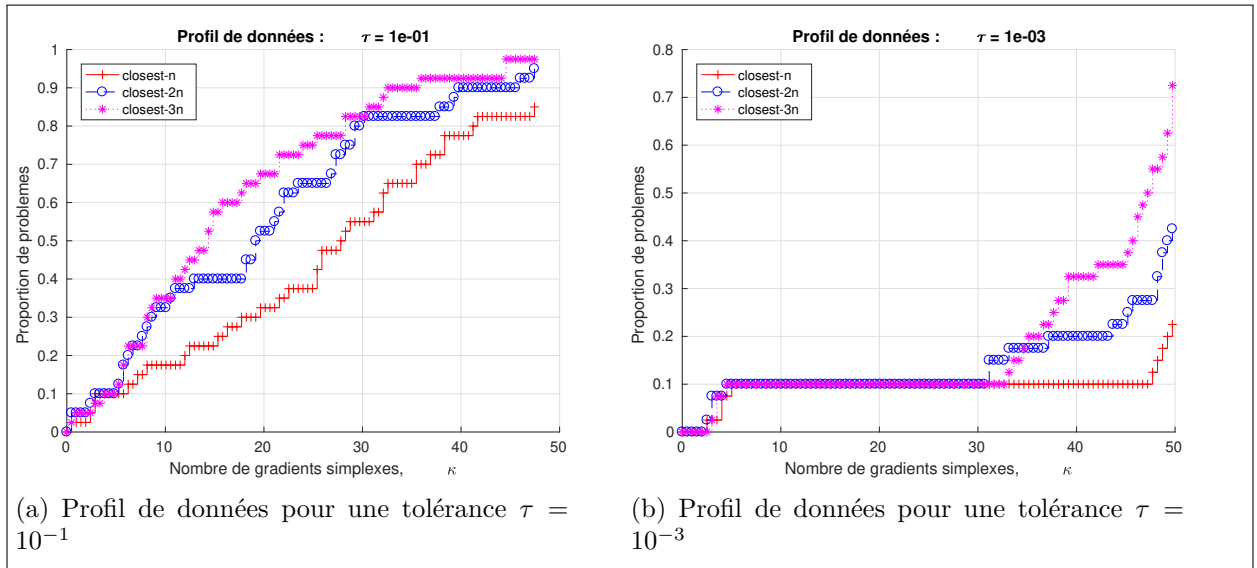 Profil de données : τ = 1e-01
1
0.9
0.8
0.7
0.6
0.5
0.4
0.3
0.2
0.1
0
Proportion de problemes
closest-n
closest-2n
closest-3n
0 10 20 30 40 50
Nombre de gradients simplexes, κ
(a) Profil de données pour une tolérance τ =
10⁻¹
Profil de données : τ = 1e-03
0.8
0.7
0.6
0.5
0.4
0.3
0.2
0.1
0
Proportion de problemes
closest-n
closest-2n
closest-3n
0 10 20 30 40 50
Nombre de gradients simplexes, κ
(b) Profil de données pour une tolérance τ =
10⁻³